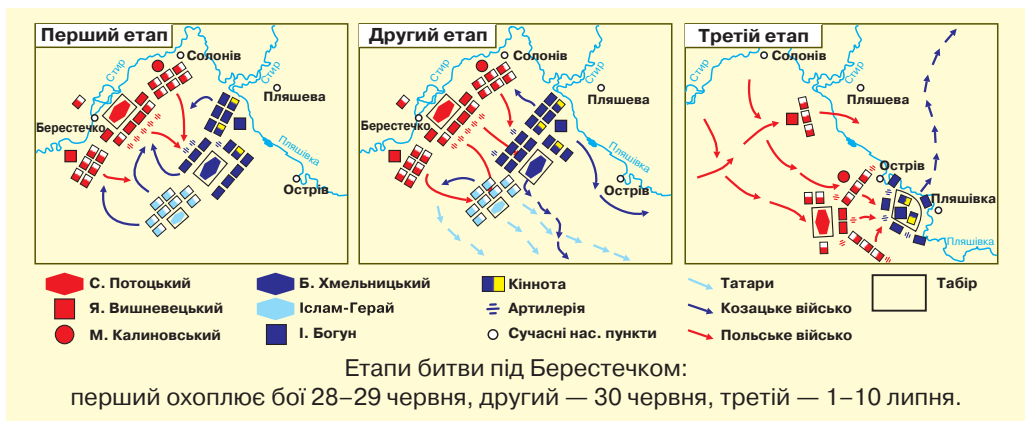 Перший етап
Стир
Солонів
Стир
Пляшева
Берестечко
Пляшівка
Острів
Другий етап
Стир
Солонів
Стир
Пляшева
Берестечко
Пляшівка
Острів
Третій етап
Стир
Солонів
Пляшева
Острів
Пляшівка
Пляшівка
С. Потоцький
Я. Вишневецький
М. Калиновський
Б. Хмельницький
Іслам-Герай
І. Богун
Кіннота
Артилерія
Сучасні нас. пункти
Татари
Козацьке військо
Польське військо
Табір
Етапи битви під Берестечком:
перший охоплює бої 28–29 червня, другий — 30 червня, третій — 1–10 липня.